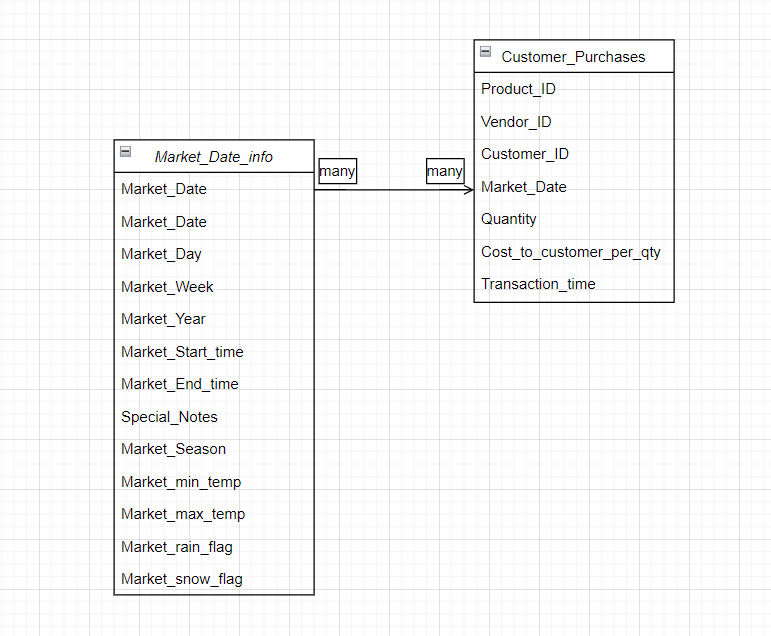 Customer_Purchases
Product_ID
Vendor_ID
Customer_ID
Market_Date
Quantity
Cost_to_customer_per_qty
Transaction_time
many
many
Market_Date_info
Market_Date
Market_Date
Market_Day
Market_Week
Market_Year
Market_Start_time
Market_End_time
Special_Notes
Market_Season
Market_min_temp
Market_max_temp
Market_rain_flag
Market_snow_flag